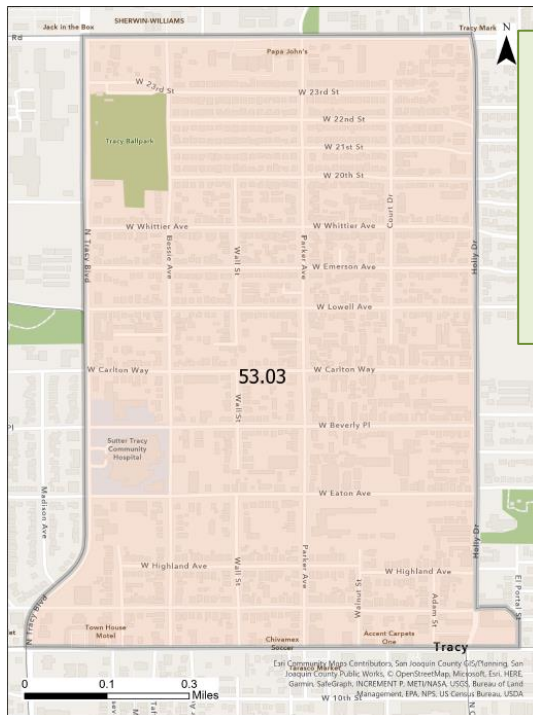 SHERWIN-WILLIAMS
Jack in the Box
Tracy Mark
Rd
N
Papa John's
W 23rd St
W 23rd St
W 22nd St
Tracy Ballpark
W 21st St
W 20th St
Court Dr
W Whittier Ave
W Whittier Ave
N Tracy Blvd
Bessie Ave
Wall St
Parker Ave
Holly Dr
W Emerson Ave
W Lowell Ave
W Carlton Way
53.03
W Carlton Way
Wall St
Pl
W Beverly Pl
Sutter Tracy
Community
Hospital
Madison Ave
W Eaton Ave
Holly Dr
W Highland Ave
Wall St
Parker Ave
Walnut St
W Highland Ave
El Portal St
Adam St
N Tracy Blvd
Town House
Motel
Chivamex
Soccer
Accent Carpets
One
Tracy
et
Tarasco Market
W 10th St
N C
0 0.1 0.3
Miles
Esri Community Maps Contributors, San Joaquin County GIS/Planning, San
Joaquin County Public Works, © OpenStreetMap, Microsoft, Esri, HERE,
Garmin, SafeGraph, INCREMENT P, METI/NASA, USGS, Bureau of Land
Management, EPA, NPS, US Census Bureau, USDA